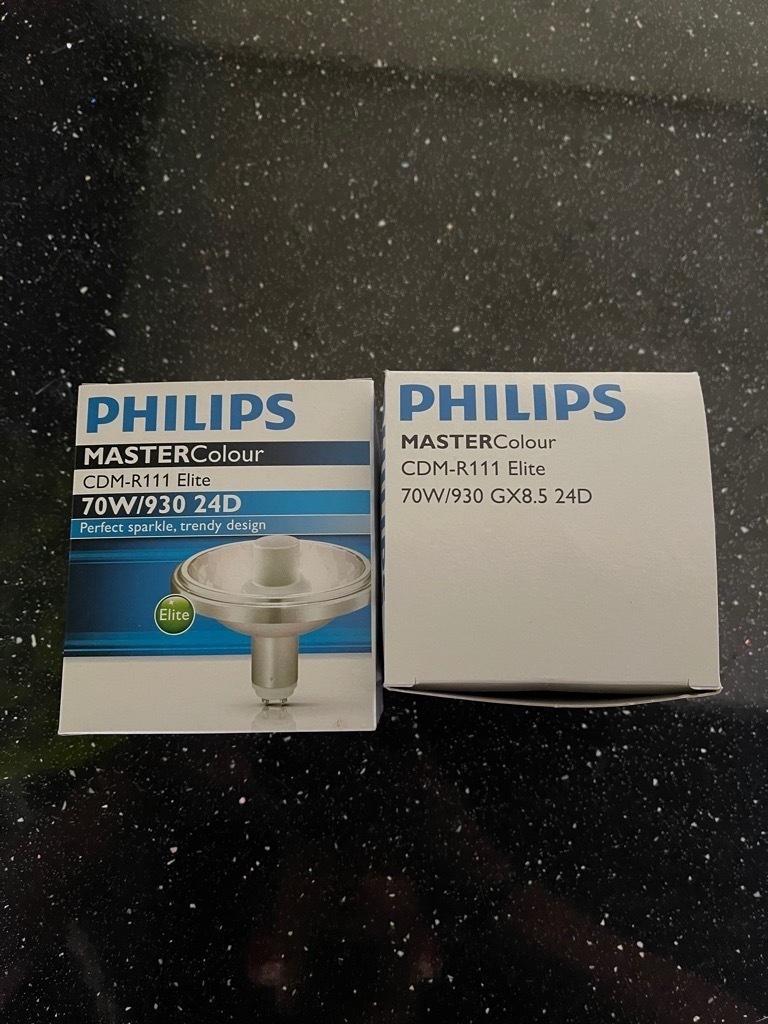 PHILIPS
MASTERColour
CDM-R111 Elite
70W/930 24D
Perfect sparkle, trendy design
Elite
PHILIPS
MASTERColour
CDM-R111 Elite
70W/930 GX8.5 24D